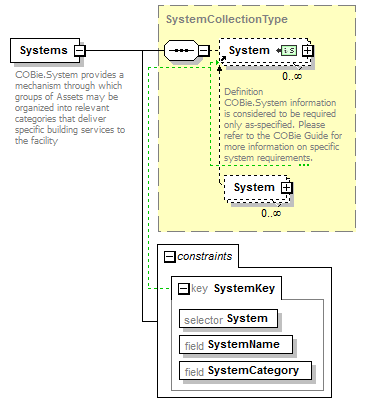 SystemCollectionType
Systems
COBie.System provides a
mechanism through which
groups of Assets may be
organized into relevant
categories that deliver
specific building services to
the facility
System
is
0..∞
Definition
COBie.System information
is considered to be required
only as-specified. Please
refer to the COBie Guide for
more information on specific
system requirements.
System
0..∞
constraints
key SystemKey
selector System
field SystemName
field SystemCategory